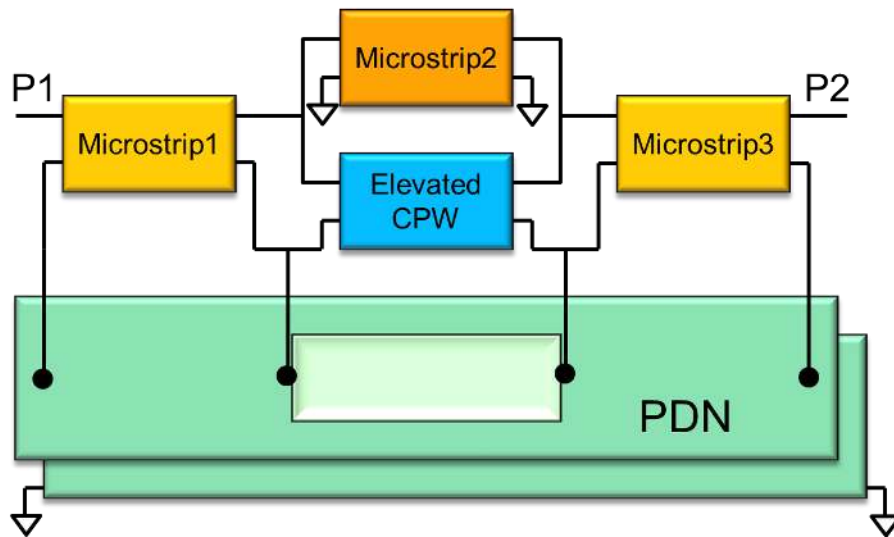 Microstrip2
P1
P2
Microstrip1
Microstrip3
Elevated
CPW
PDN